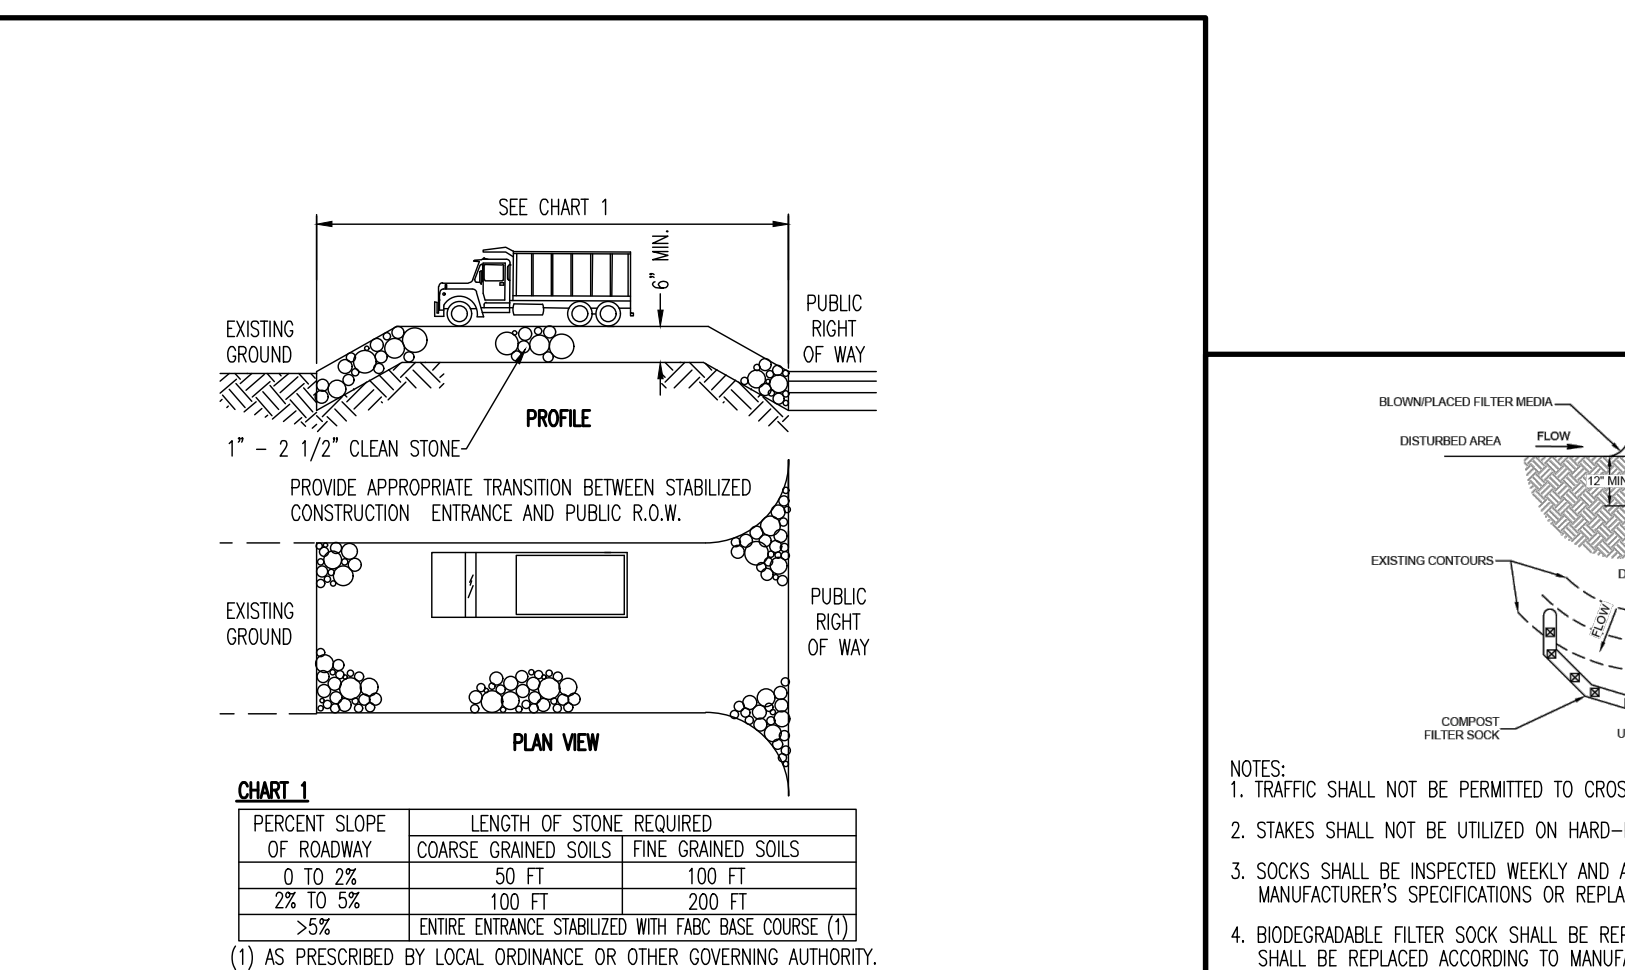 SEE CHART 1
6" MIN.
EXISTING
GROUND
PUBLIC
RIGHT
OF WAY
PROFILE
1" - 2 1/2" CLEAN STONE
PROVIDE APPROPRIATE TRANSITION BETWEEN STABILIZED
CONSTRUCTION ENTRANCE AND PUBLIC R.O.W.
EXISTING
GROUND
PUBLIC
RIGHT
OF WAY
PLAN VIEW
CHART 1
PERCENT SLOPE
OF ROADWAY
LENGTH OF STONE REQUIRED
COARSE GRAINED SOILS FINE GRAINED SOILS
0 TO 2% 50 FT 100 FT
2% TO 5% 100 FT 200 FT
>5% ENTIRE ENTRANCE STABILIZED WITH FABC BASE COURSE (1)
(1) AS PRESCRIBED BY LOCAL ORDINANCE OR OTHER GOVERNING AUTHORITY.
BLOWN/PLACED FILTER MEDIA
DISTURBED AREA
FLOW
12" MIN
EXISTING CONTOURS
FLOW
COMPOST
FILTER SOCK
NOTES:
1. TRAFFIC SHALL NOT BE PERMITTED TO
2. STAKES SHALL NOT BE UTILIZED ON HARD-
3. SOCKS SHALL BE INSPECTED WEEKLY AND
MANUFACTURER'S SPECIFICATIONS OR
4. BIODEGRADABLE FILTER SOCK SHALL BE
SHALL BE REPLACED ACCORDING TO